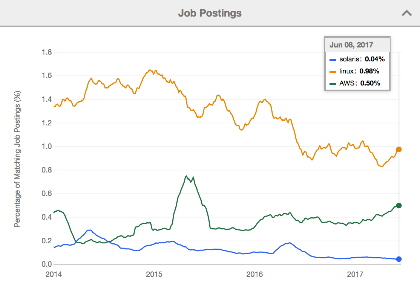 Job Postings
Jun 08, 2017
solaris: 0.04%
linux: 0.98%
AWS: 0.50%
Percentage of Matching Job Postings (%)
1.8
1.6
1.4
1.2
1.0
0.8
0.6
0.4
0.2
0.0
2014
2015
2016
2017